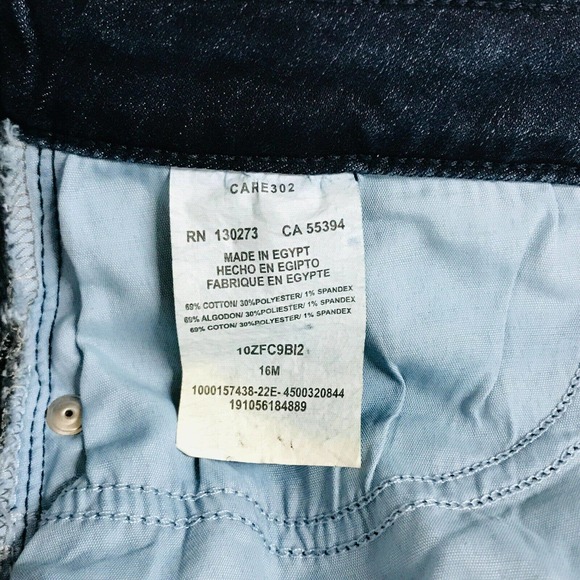 CARE302
RN 130273 CA 55394
MADE IN EGYPT
HECHO EN EGIPTO
FABRIQUE EN EGYPTE
69% COTTON/ 30%POLYESTER/ 1% SPANDEX
69% ALGODON/ 30%POLIESTER/ 1% SPANDEX
69% COTON/ 30%POLYESTER/ 1% SPANDEX
10ZFC9BI2
16M
1000157438-22E- 4500320844
191056184889